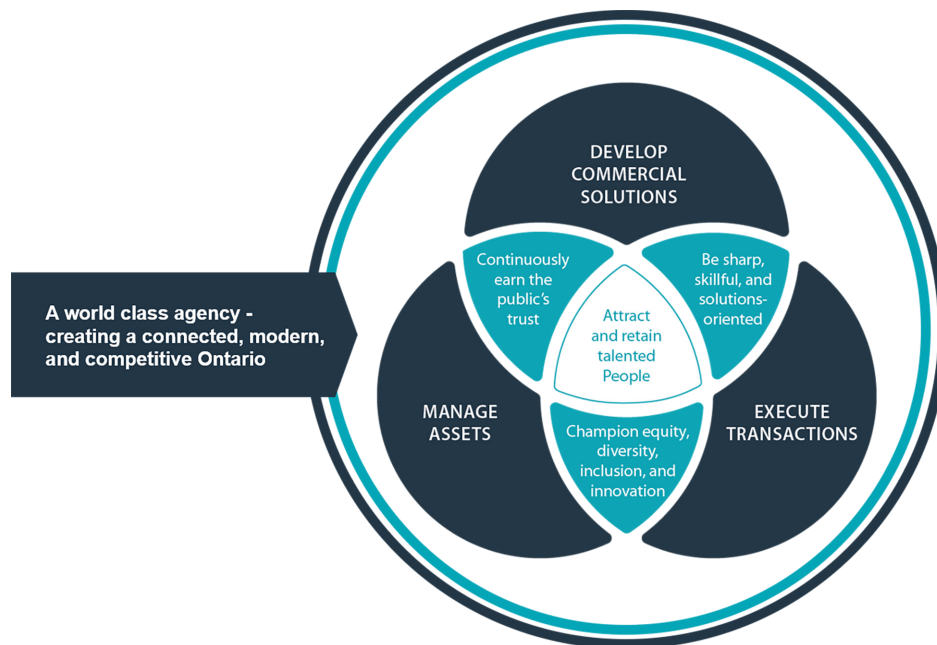 DEVELOP
COMMERCIAL
SOLUTIONS
Continuously
earn the
public's
trust
Be sharp,
skillful, and
solutions-
oriented
A world class agency -
creating a connected, modern,
and competitive Ontario
Attract
and retain
talented
People
MANAGE
ASSETS
EXECUTE
TRANSACTIONS
Champion equity,
diversity,
inclusion, and
innovation